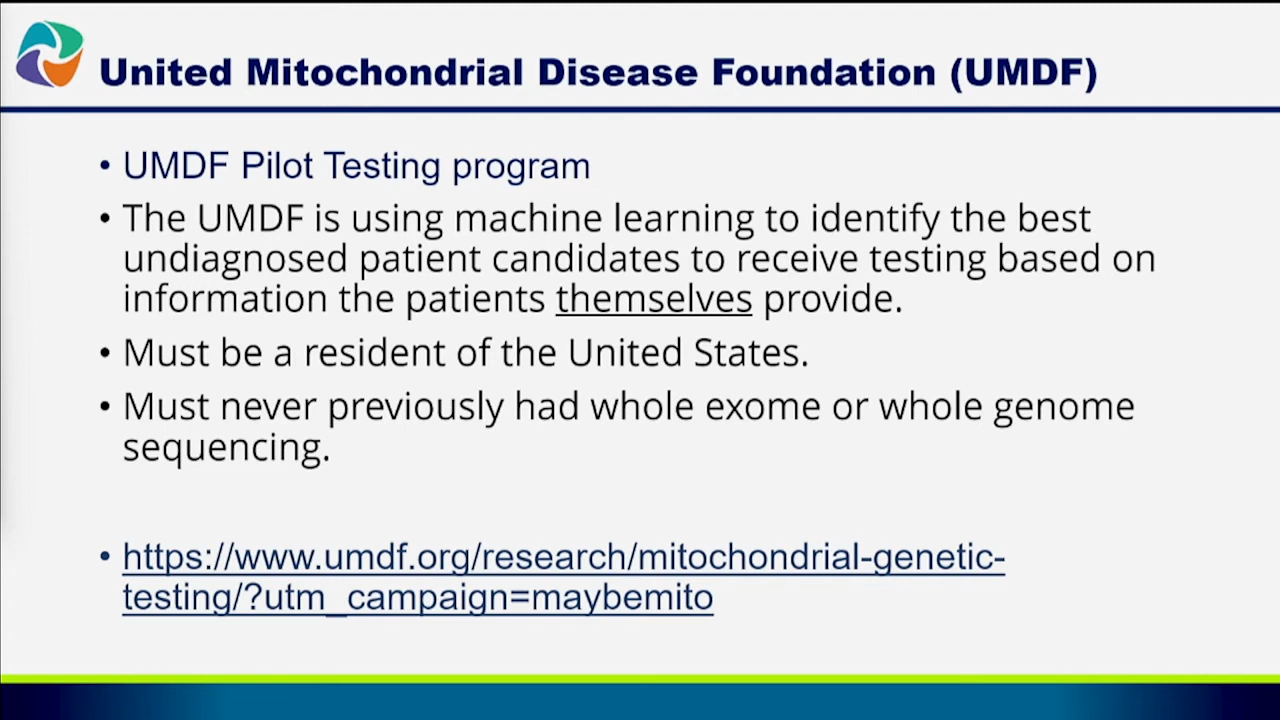 United Mitochondrial Disease Foundation (UMDF)
• UMDF Pilot Testing program
• The UMDF is using machine learning to identify the best
undiagnosed patient candidates to receive testing based on
information the patients themselves provide.
• Must be a resident of the United States.
• Must never previously had whole exome or whole genome
sequencing.
• https://www.umdf.org/research/mitochondrial-genetic-
testing/?utm_campaign=maybemito